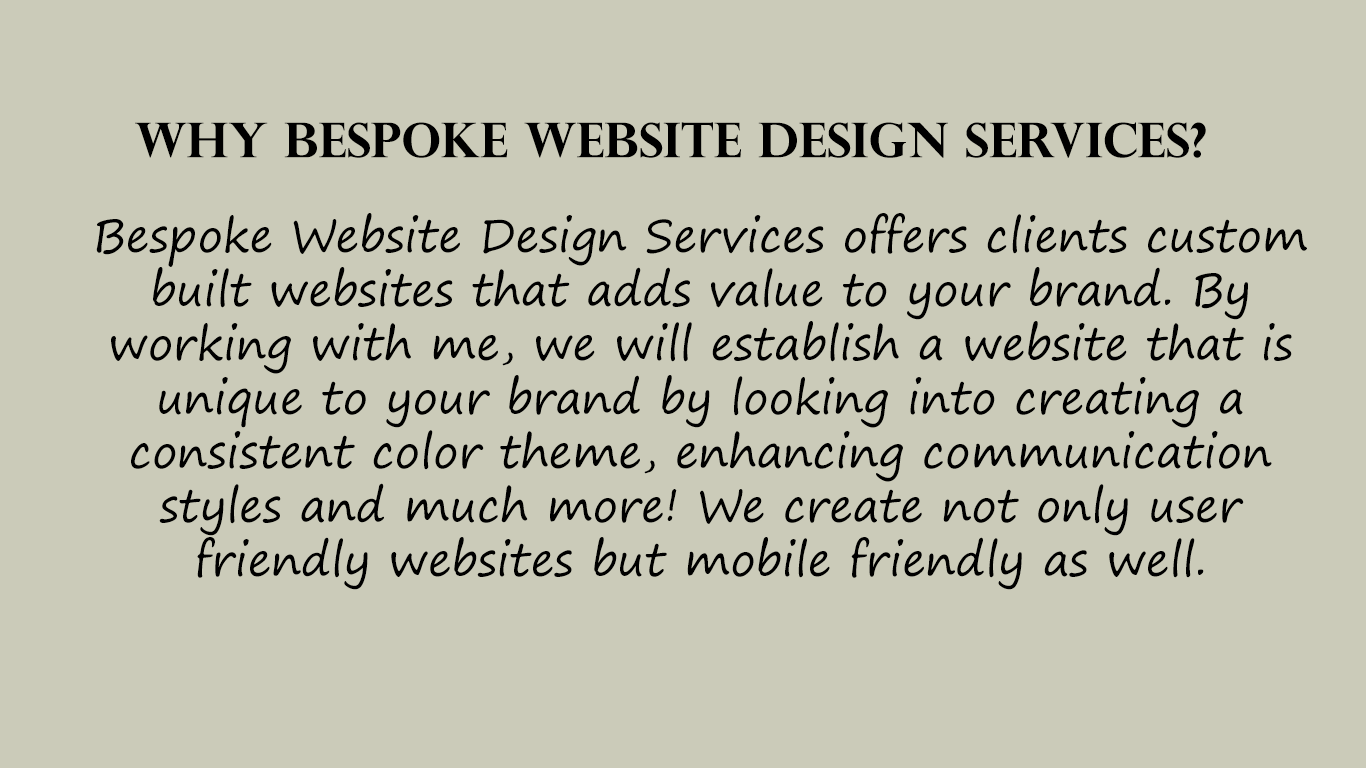 WHY BESPOKE WEBSITE DESIGN SERVICES?
Bespoke Website Design Services offers clients custom
built websites that adds value to your brand. By
working with me, we will establish a website that is
unique to your brand by looking into creating a
consistent color theme, enhancing communication
styles and much more! We create not only user
friendly websites but mobile friendly as well.